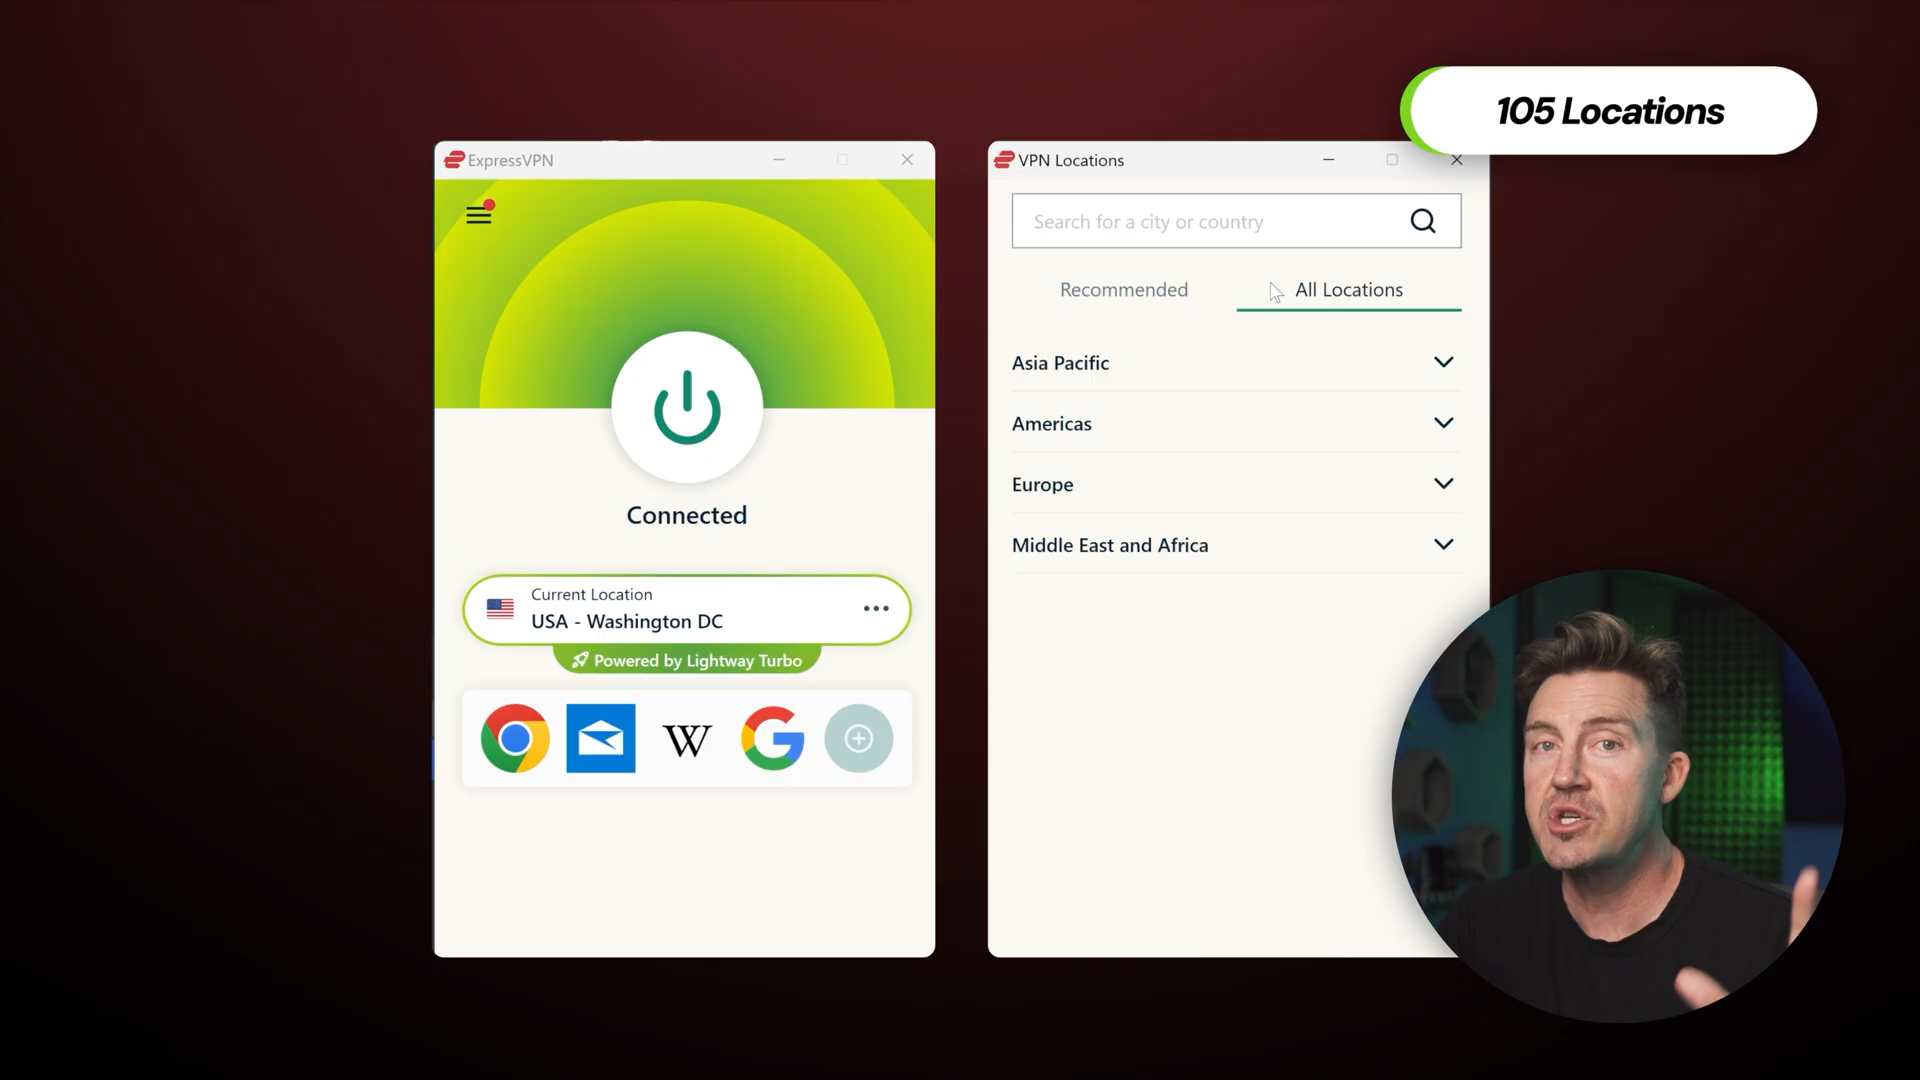 105 Locations
ExpressVPN
Connected
Current Location
USA - Washington DC
Powered by Lightway Turbo
W
G
VPN Locations
Search for a city or country
Recommended
All Locations
Asia Pacific
Americas
Europe
Middle East and Africa